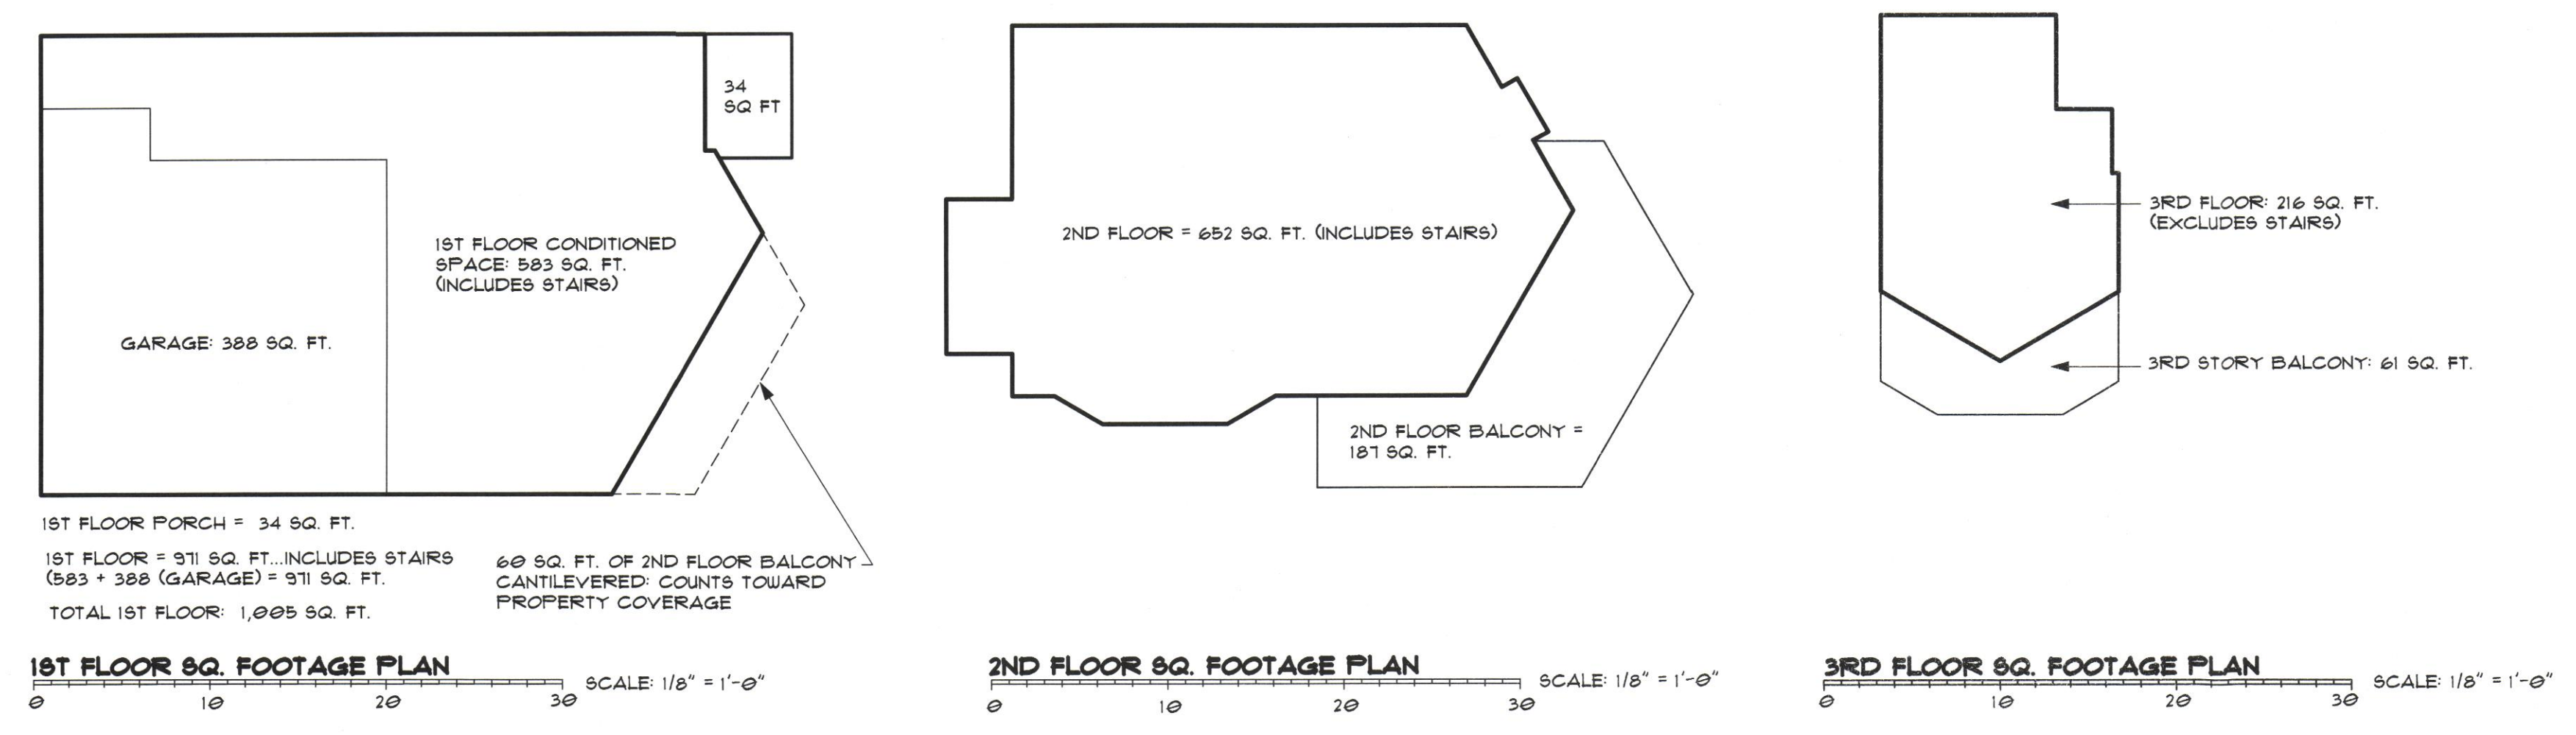 34
SQ FT
1ST FLOOR CONDITIONED
SPACE: 583 SQ. FT.
(INCLUDES STAIRS)
GARAGE: 388 SQ. FT.
1ST FLOOR PORCH = 34 SQ. FT.
1ST FLOOR = 971 SQ. FT...INCLUDES STAIRS
(583 + 388 (GARAGE) = 971 SQ. FT.
TOTAL 1ST FLOOR: 1,005 SQ. FT.
60 SQ. FT. OF 2ND FLOOR BALCONY
CANTILEVERED: COUNTS TOWARD
PROPERTY COVERAGE
1ST FLOOR SQ. FOOTAGE PLAN
SCALE: 1/8" = 1'-0"
0 10 20 30
2ND FLOOR = 652 SQ. FT. (INCLUDES STAIRS)
2ND FLOOR BALCONY =
187 SQ. FT.
2ND FLOOR SQ. FOOTAGE PLAN
SCALE: 1/8" = 1'-0"
0 10 20 30
3RD FLOOR: 216 SQ. FT.
(EXCLUDES STAIRS)
3RD STORY BALCONY: 61 SQ. FT.
3RD FLOOR SQ. FOOTAGE PLAN
SCALE: 1/8" = 1'-0"
0 10 20 30